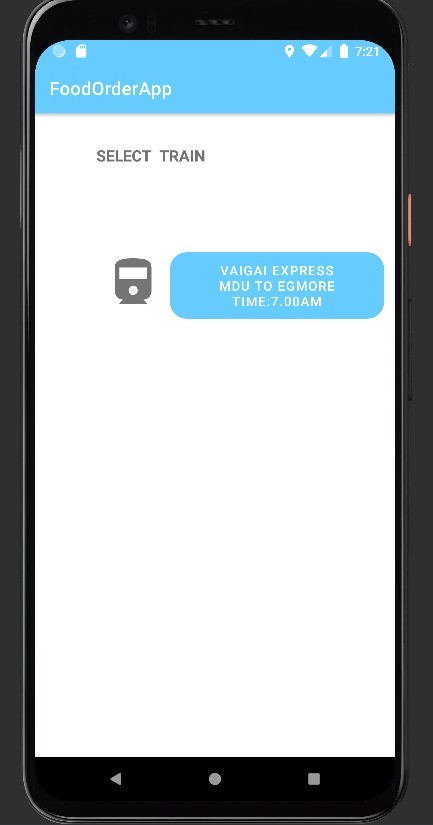 7:21
FoodOrderApp
SELECT TRAIN
VAIGAI EXPRESS
MDU TO EGMORE
TIME:7.00AM